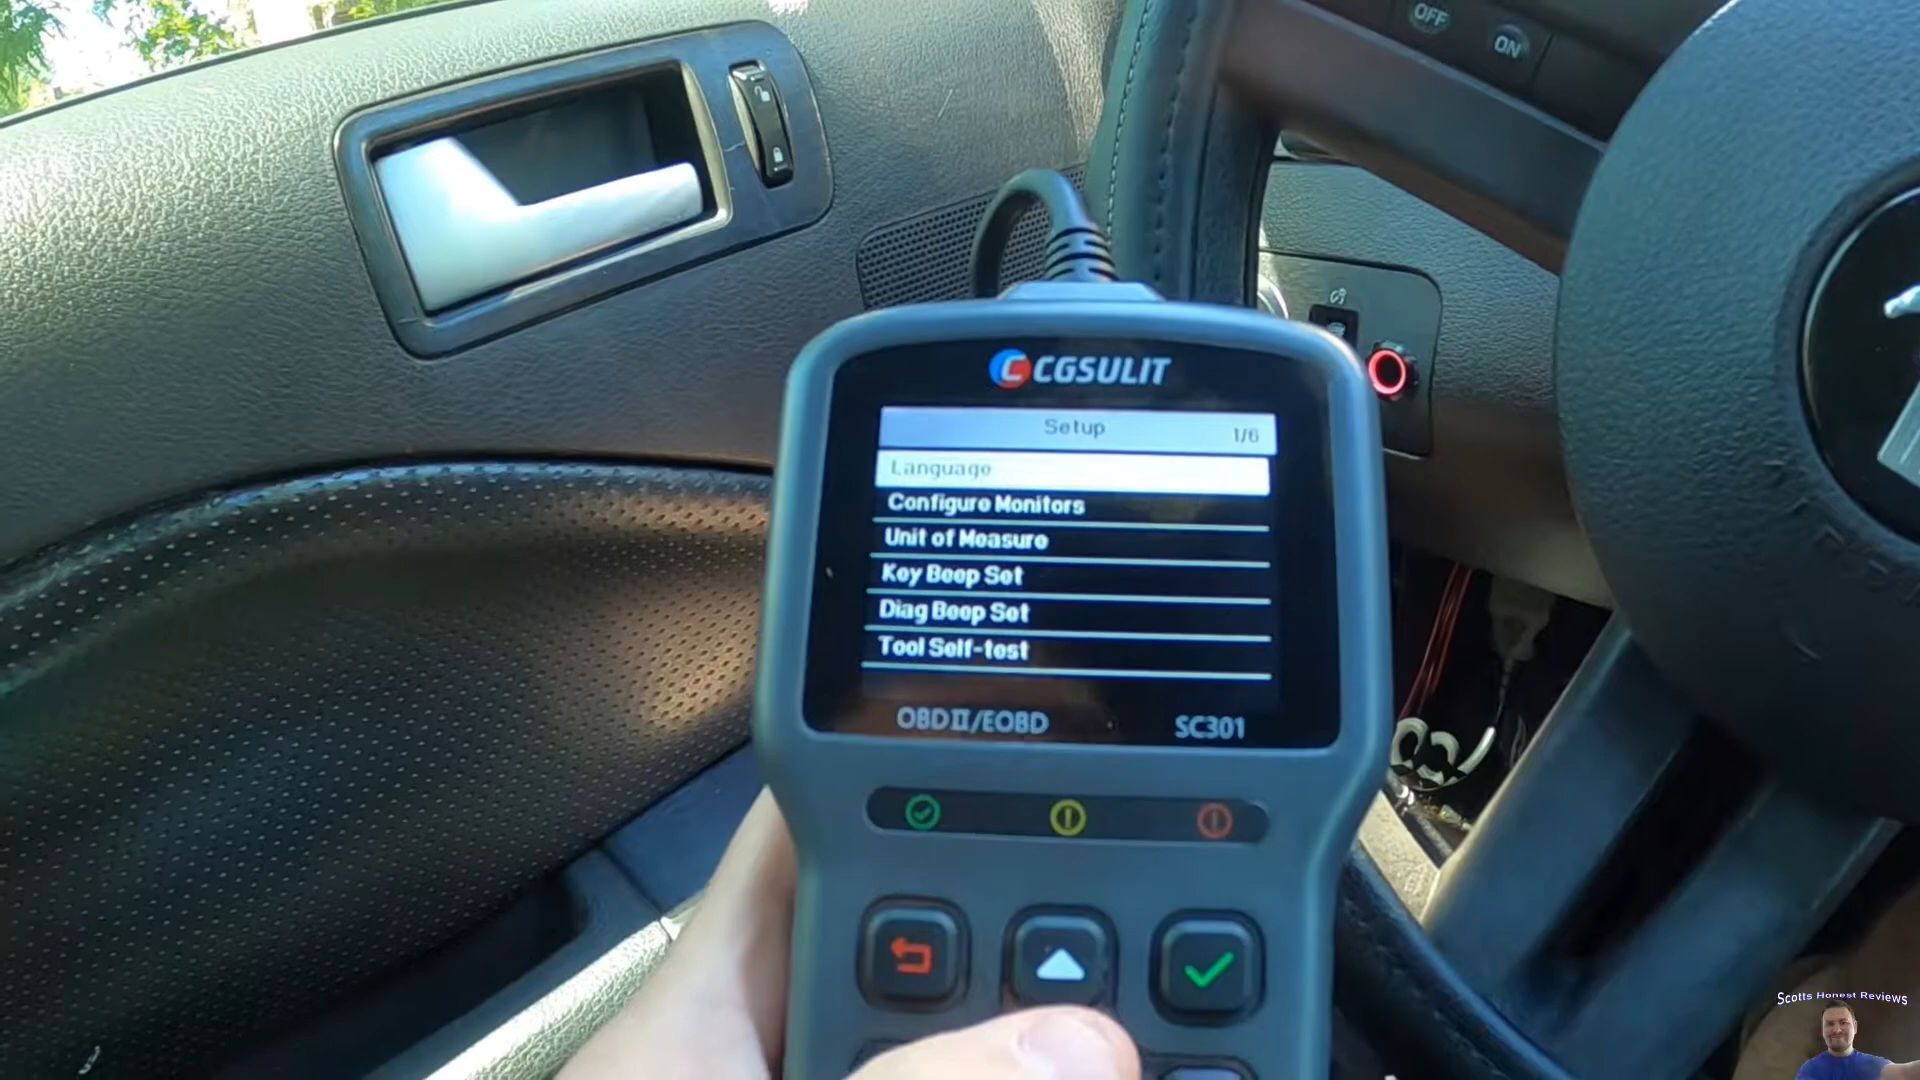 OFF
ON
CGSULIT
Setup 1/6
Language
Configure Monitors
Unit of Measure
Key Beep Set
Diag Beep Set
Tool Self-test
OBDII/EOBD SC301
Scotts Honest Reviews